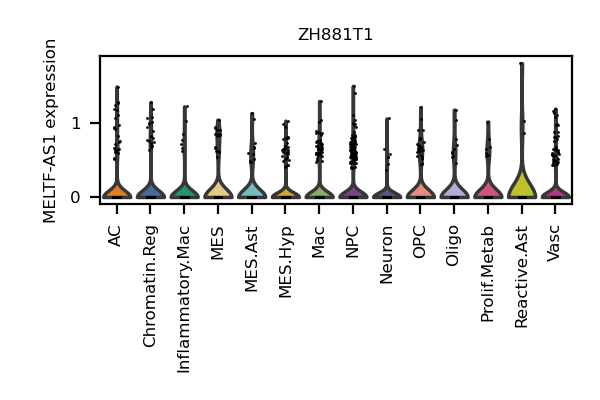 ZH881T1
MELTF-AS1 expression
1
0
AC
Chromatin.Reg
Inflammatory.Mac
MES
MES.Ast
MES.Hyp
Mac
NPC
Neuron
OPC
Oligo
Prolif.Metab
Reactive.Ast
Vasc